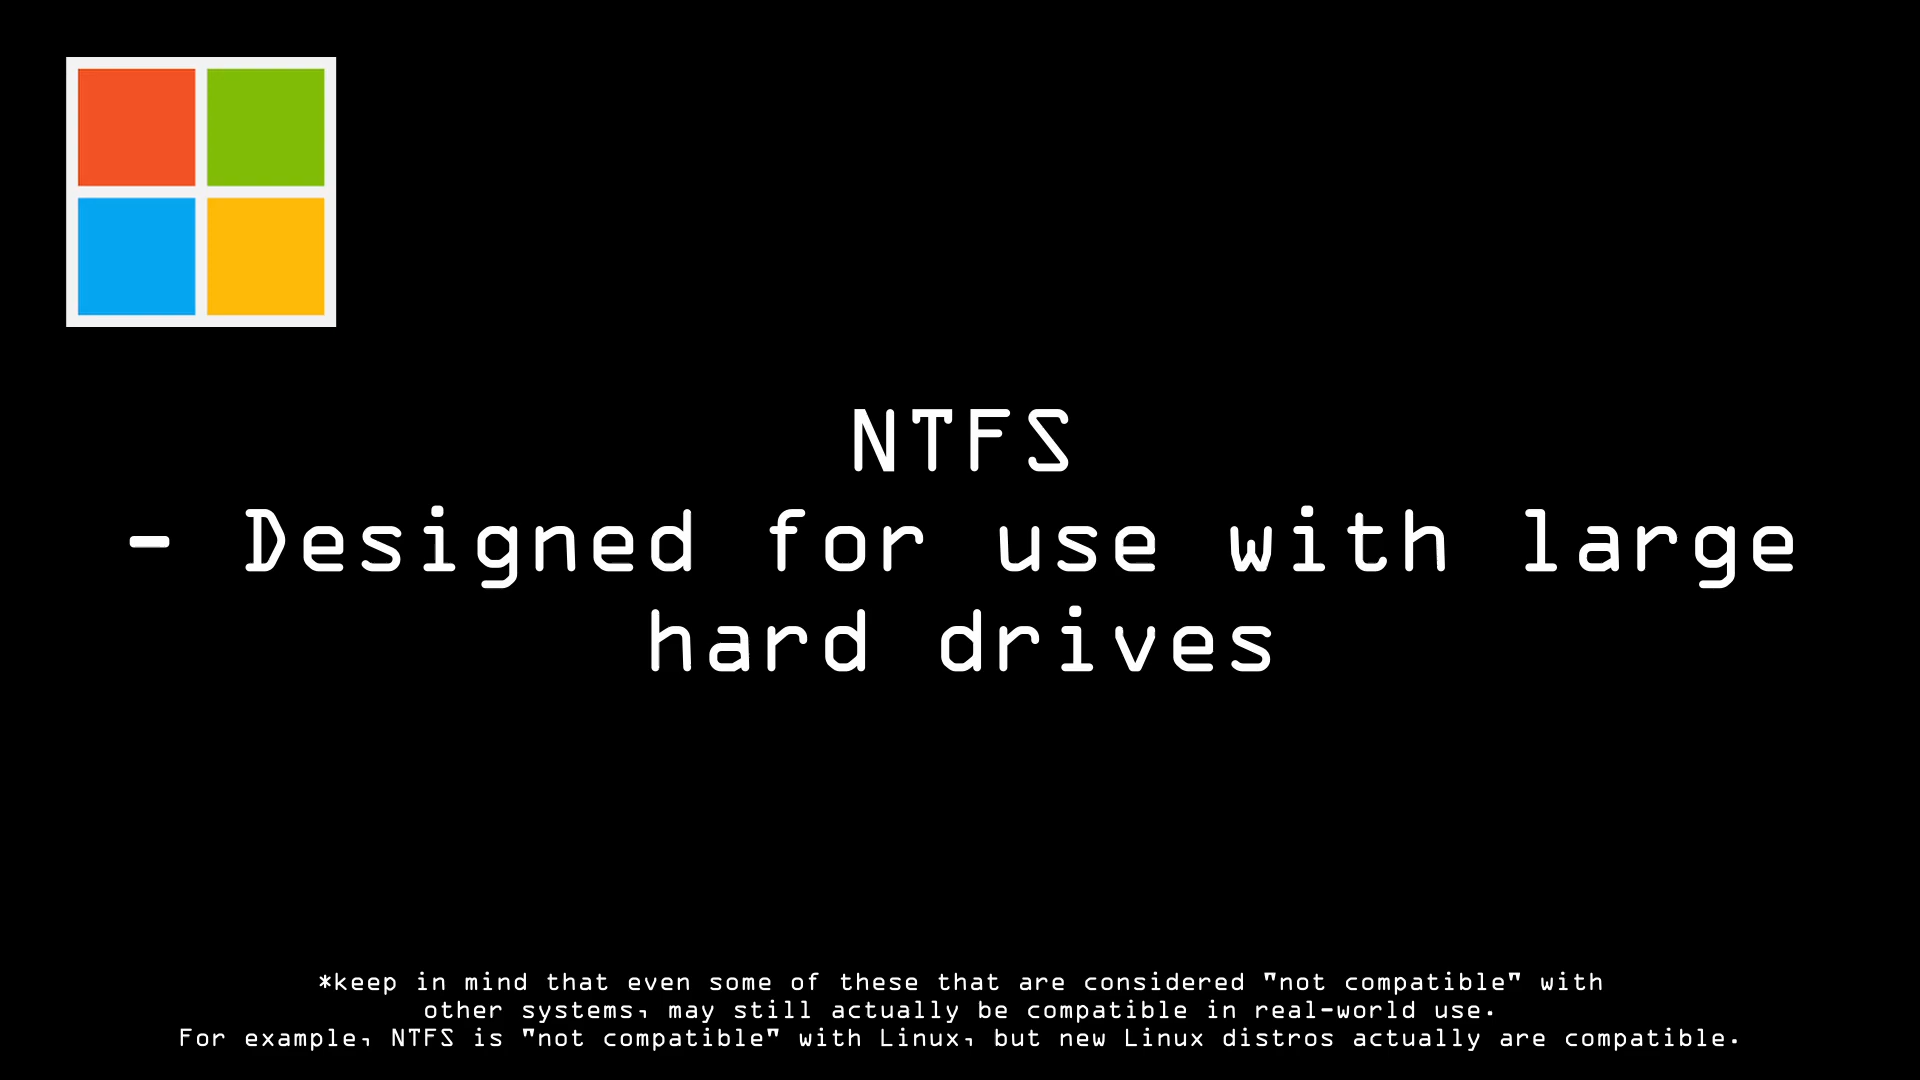 NTFS
- Designed for use with large
hard drives
*keep in mind that even some of these that are considered "not compatible" with
other systems, may still actually be compatible in real-world use.
For example, NTFS is "not compatible" with Linux, but new Linux distros actually are compatible.